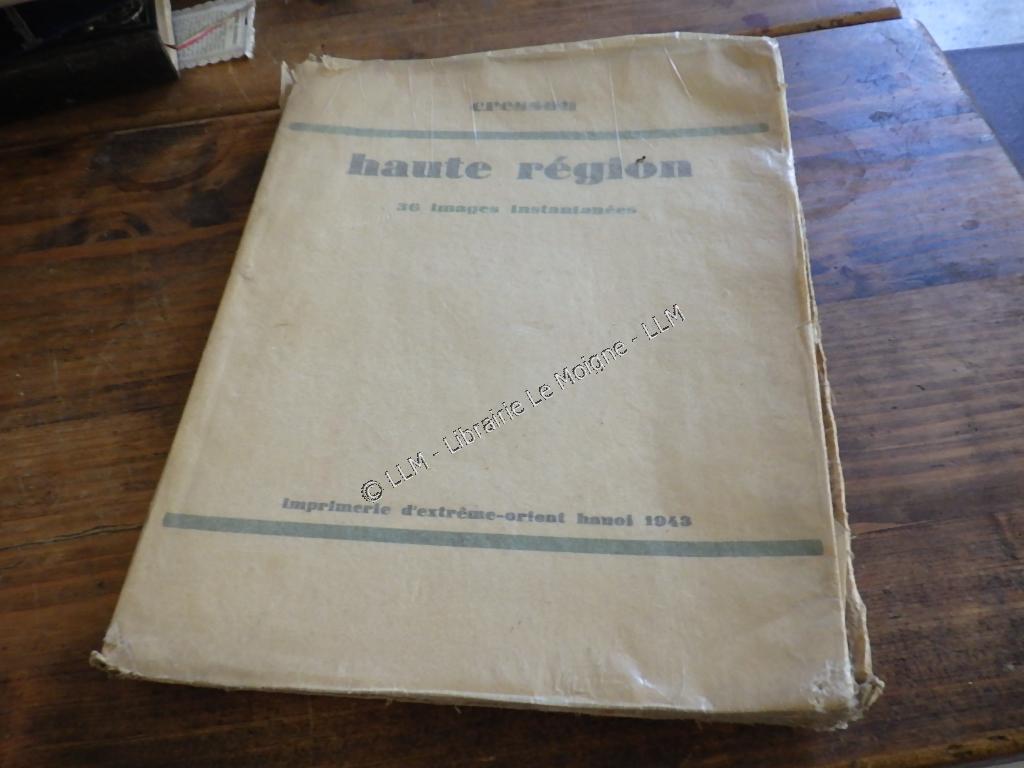 cresson
haute région
36 images instantanées
© LLM - Librairie Le Moigne - LLM
imprimerie d'extrême-orient hanoi 1943